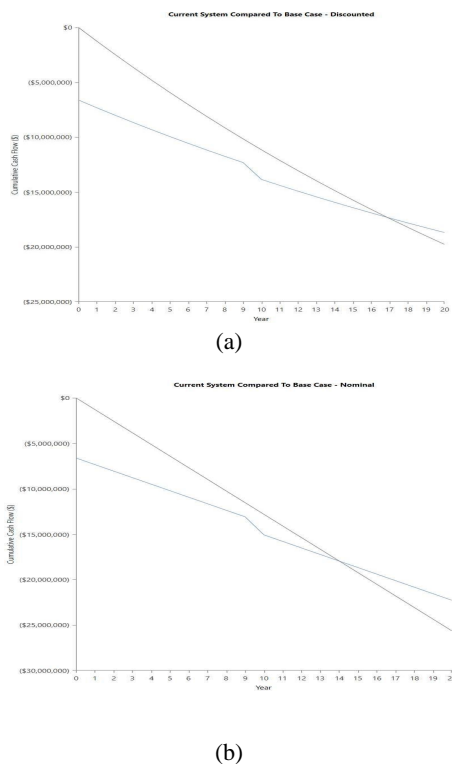 Current System Compared To Base Case - Discounted
$0
($5,000,000)
($10,000,000)
($15,000,000)
($20,000,000)
($25,000,000)
Cumulative Cash Flow ($)
0 1 2 3 4 5 6 7 8 9 10 11 12 13 14 15 16 17 18 19 20
Year
(a)
Current System Compared To Base Case - Nominal
$0
($5,000,000)
($10,000,000)
($15,000,000)
($20,000,000)
($25,000,000)
($30,000,000)
Cumulative Cash Flow ($)
0 1 2 3 4 5 6 7 8 9 10 11 12 13 14 15 16 17 18 19 2
Year
(b)